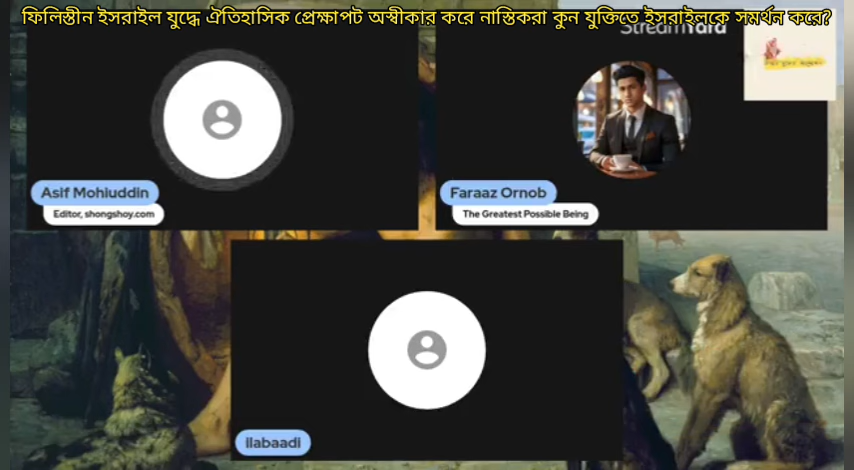 ফিলিস্তীন ইসরাইল যুদ্ধে ঐতিহাসিক প্রেক্ষাপট অস্বীকার করে নাস্তিকরা কুন যুক্তিতে ইসরাইলকে সমর্থন করে?
StreamYard
Asif Mohiuddin
Editor, shongshoy.com
Faraaz Ornob
The Greatest Possible Being
ilabaadi